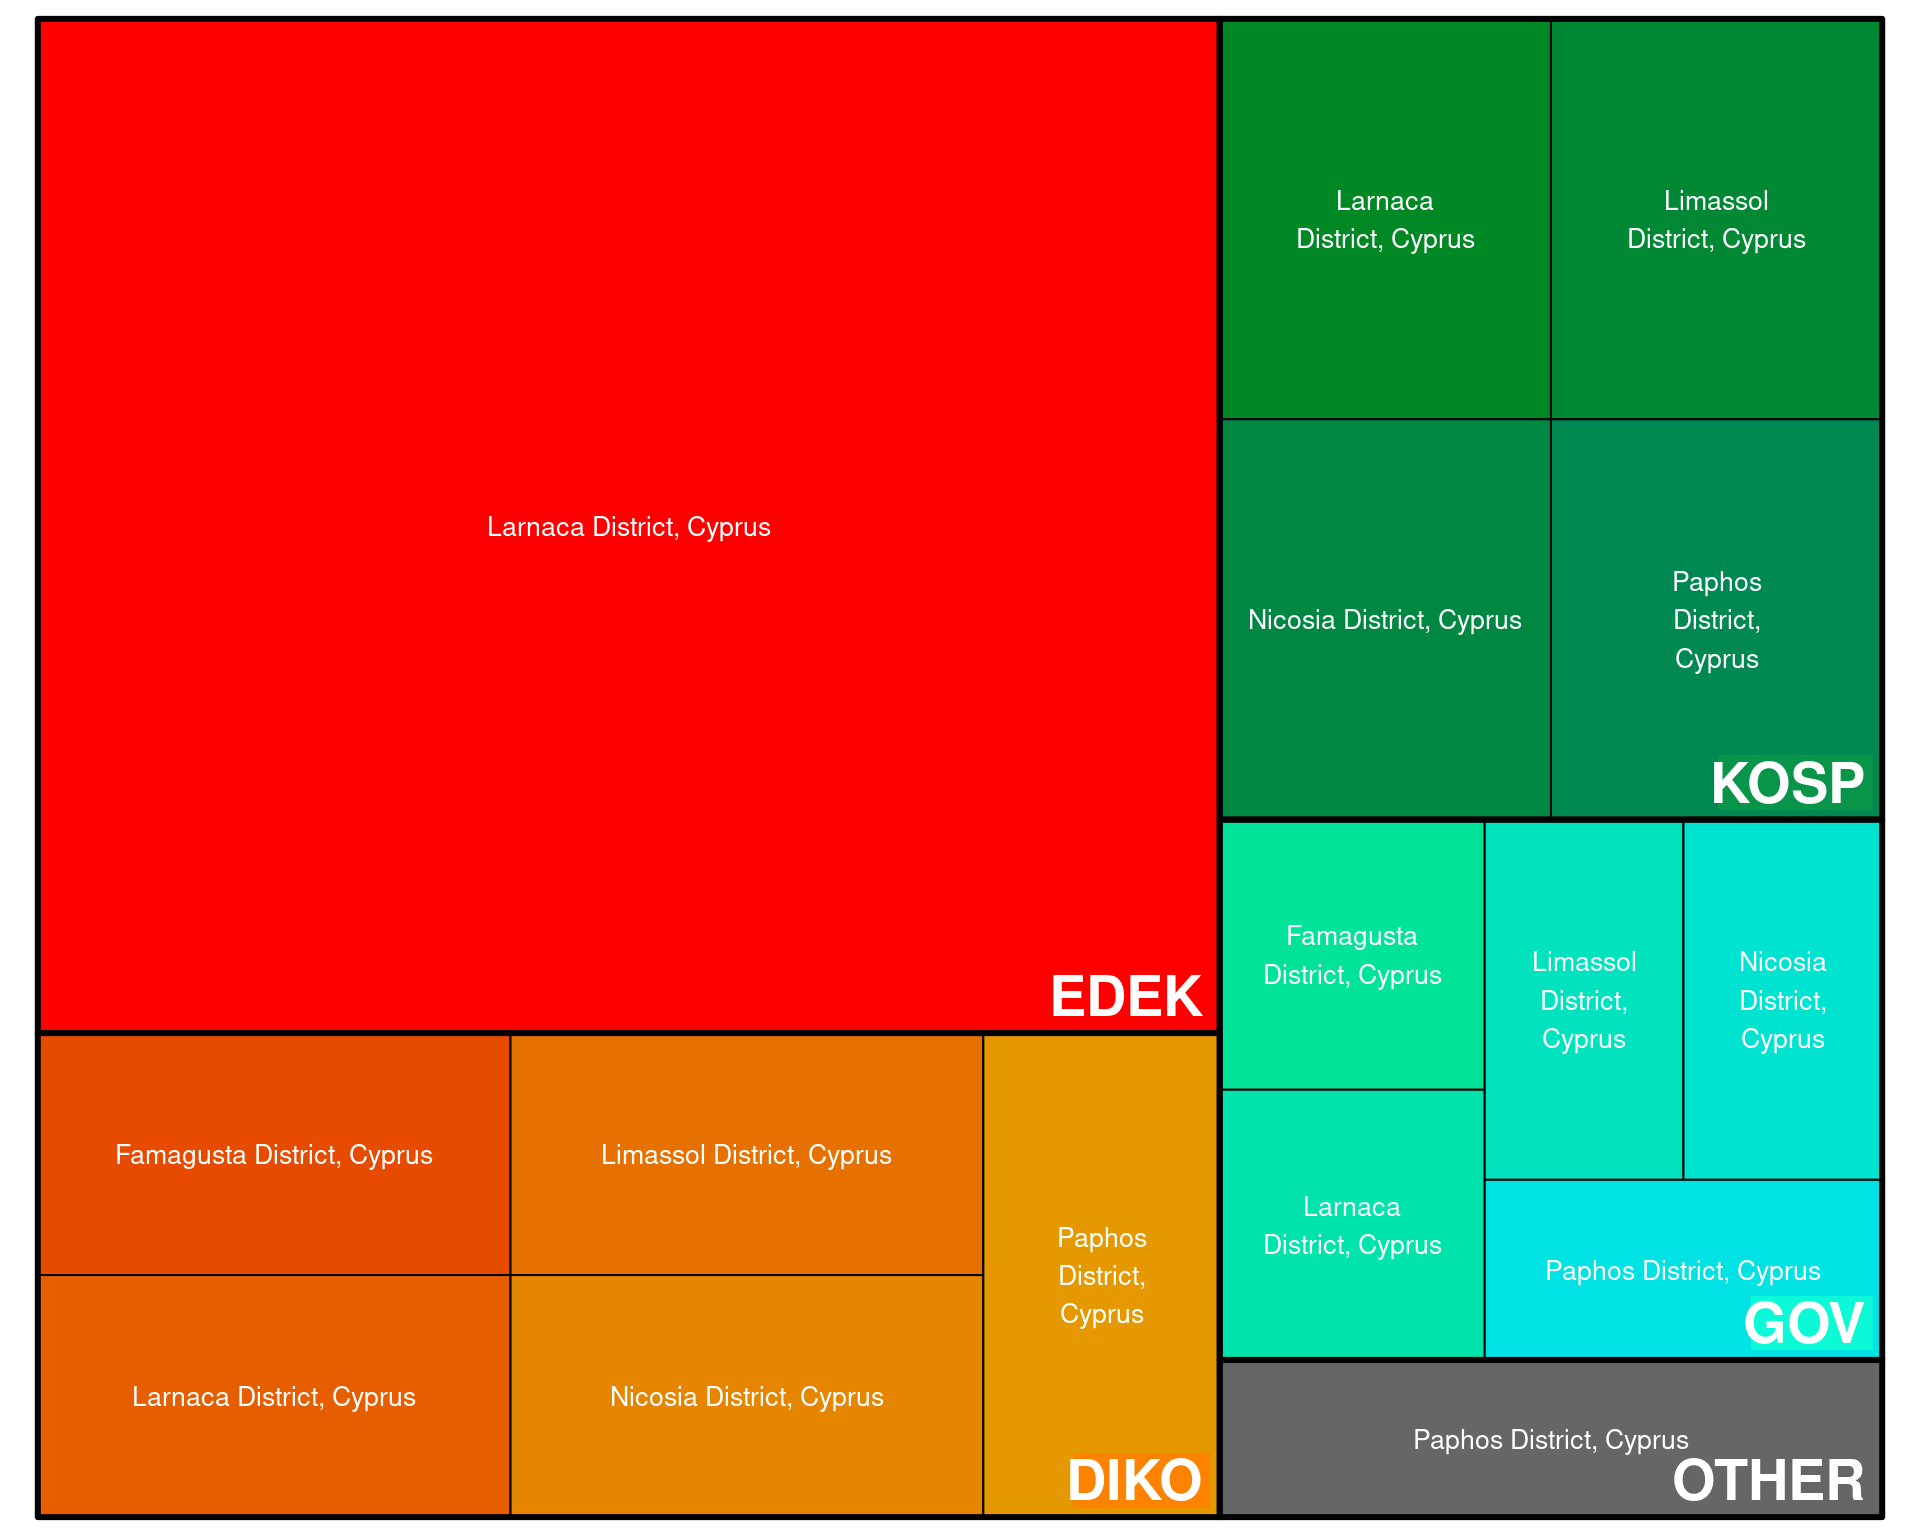 Larnaca District, Cyprus
EDEK
Famagusta District, Cyprus
Limassol District, Cyprus
Larnaca District, Cyprus
Nicosia District, Cyprus
Paphos
District,
Cyprus
DIKO
Larnaca
District, Cyprus
Limassol
District, Cyprus
Nicosia District, Cyprus
Paphos
District,
Cyprus
KOSP
Famagusta
District, Cyprus
Larnaca
District, Cyprus
Limassol
District,
Cyprus
Nicosia
District,
Cyprus
Paphos District, Cyprus
GOV
Paphos District, Cyprus
OTHER